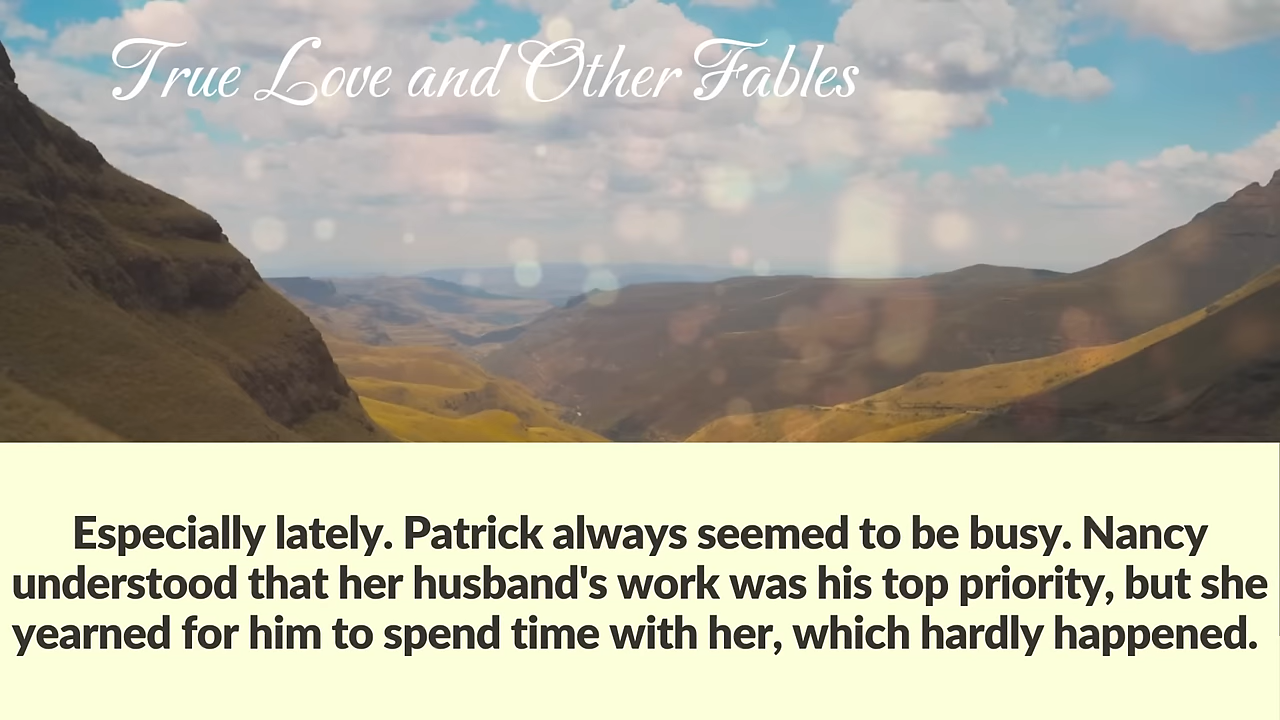 True Love and Other Fables
Especially lately. Patrick always seemed to be busy. Nancy
understood that her husband's work was his top priority, but she
yearned for him to spend time with her, which hardly happened.